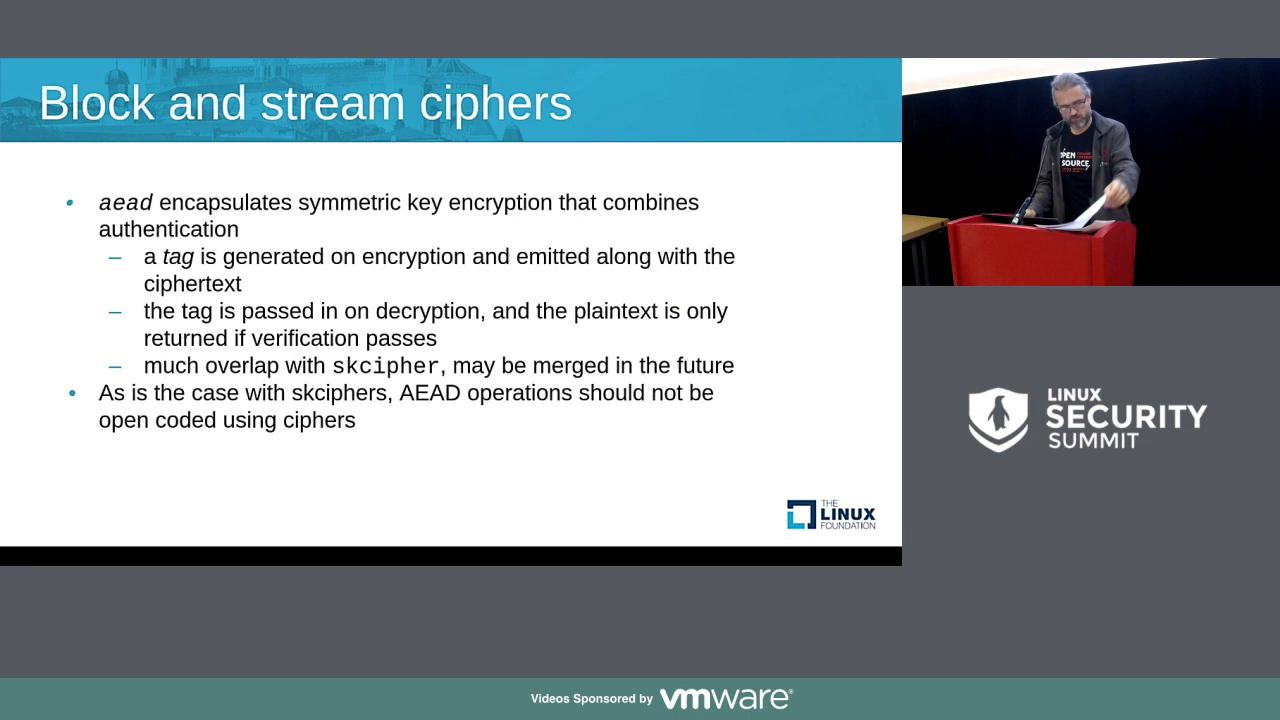 Block and stream ciphers
• aead encapsulates symmetric key encryption that combines
authentication
– a tag is generated on encryption and emitted along with the
ciphertext
– the tag is passed in on decryption, and the plaintext is only
returned if verification passes
– much overlap with skcipher, may be merged in the future
• As is the case with skciphers, AEAD operations should not be
open coded using ciphers
THE
LINUX
FOUNDATION
OPEN
SOURCE
LINUX
SECURITY
SUMMIT
Videos Sponsored by vmware®